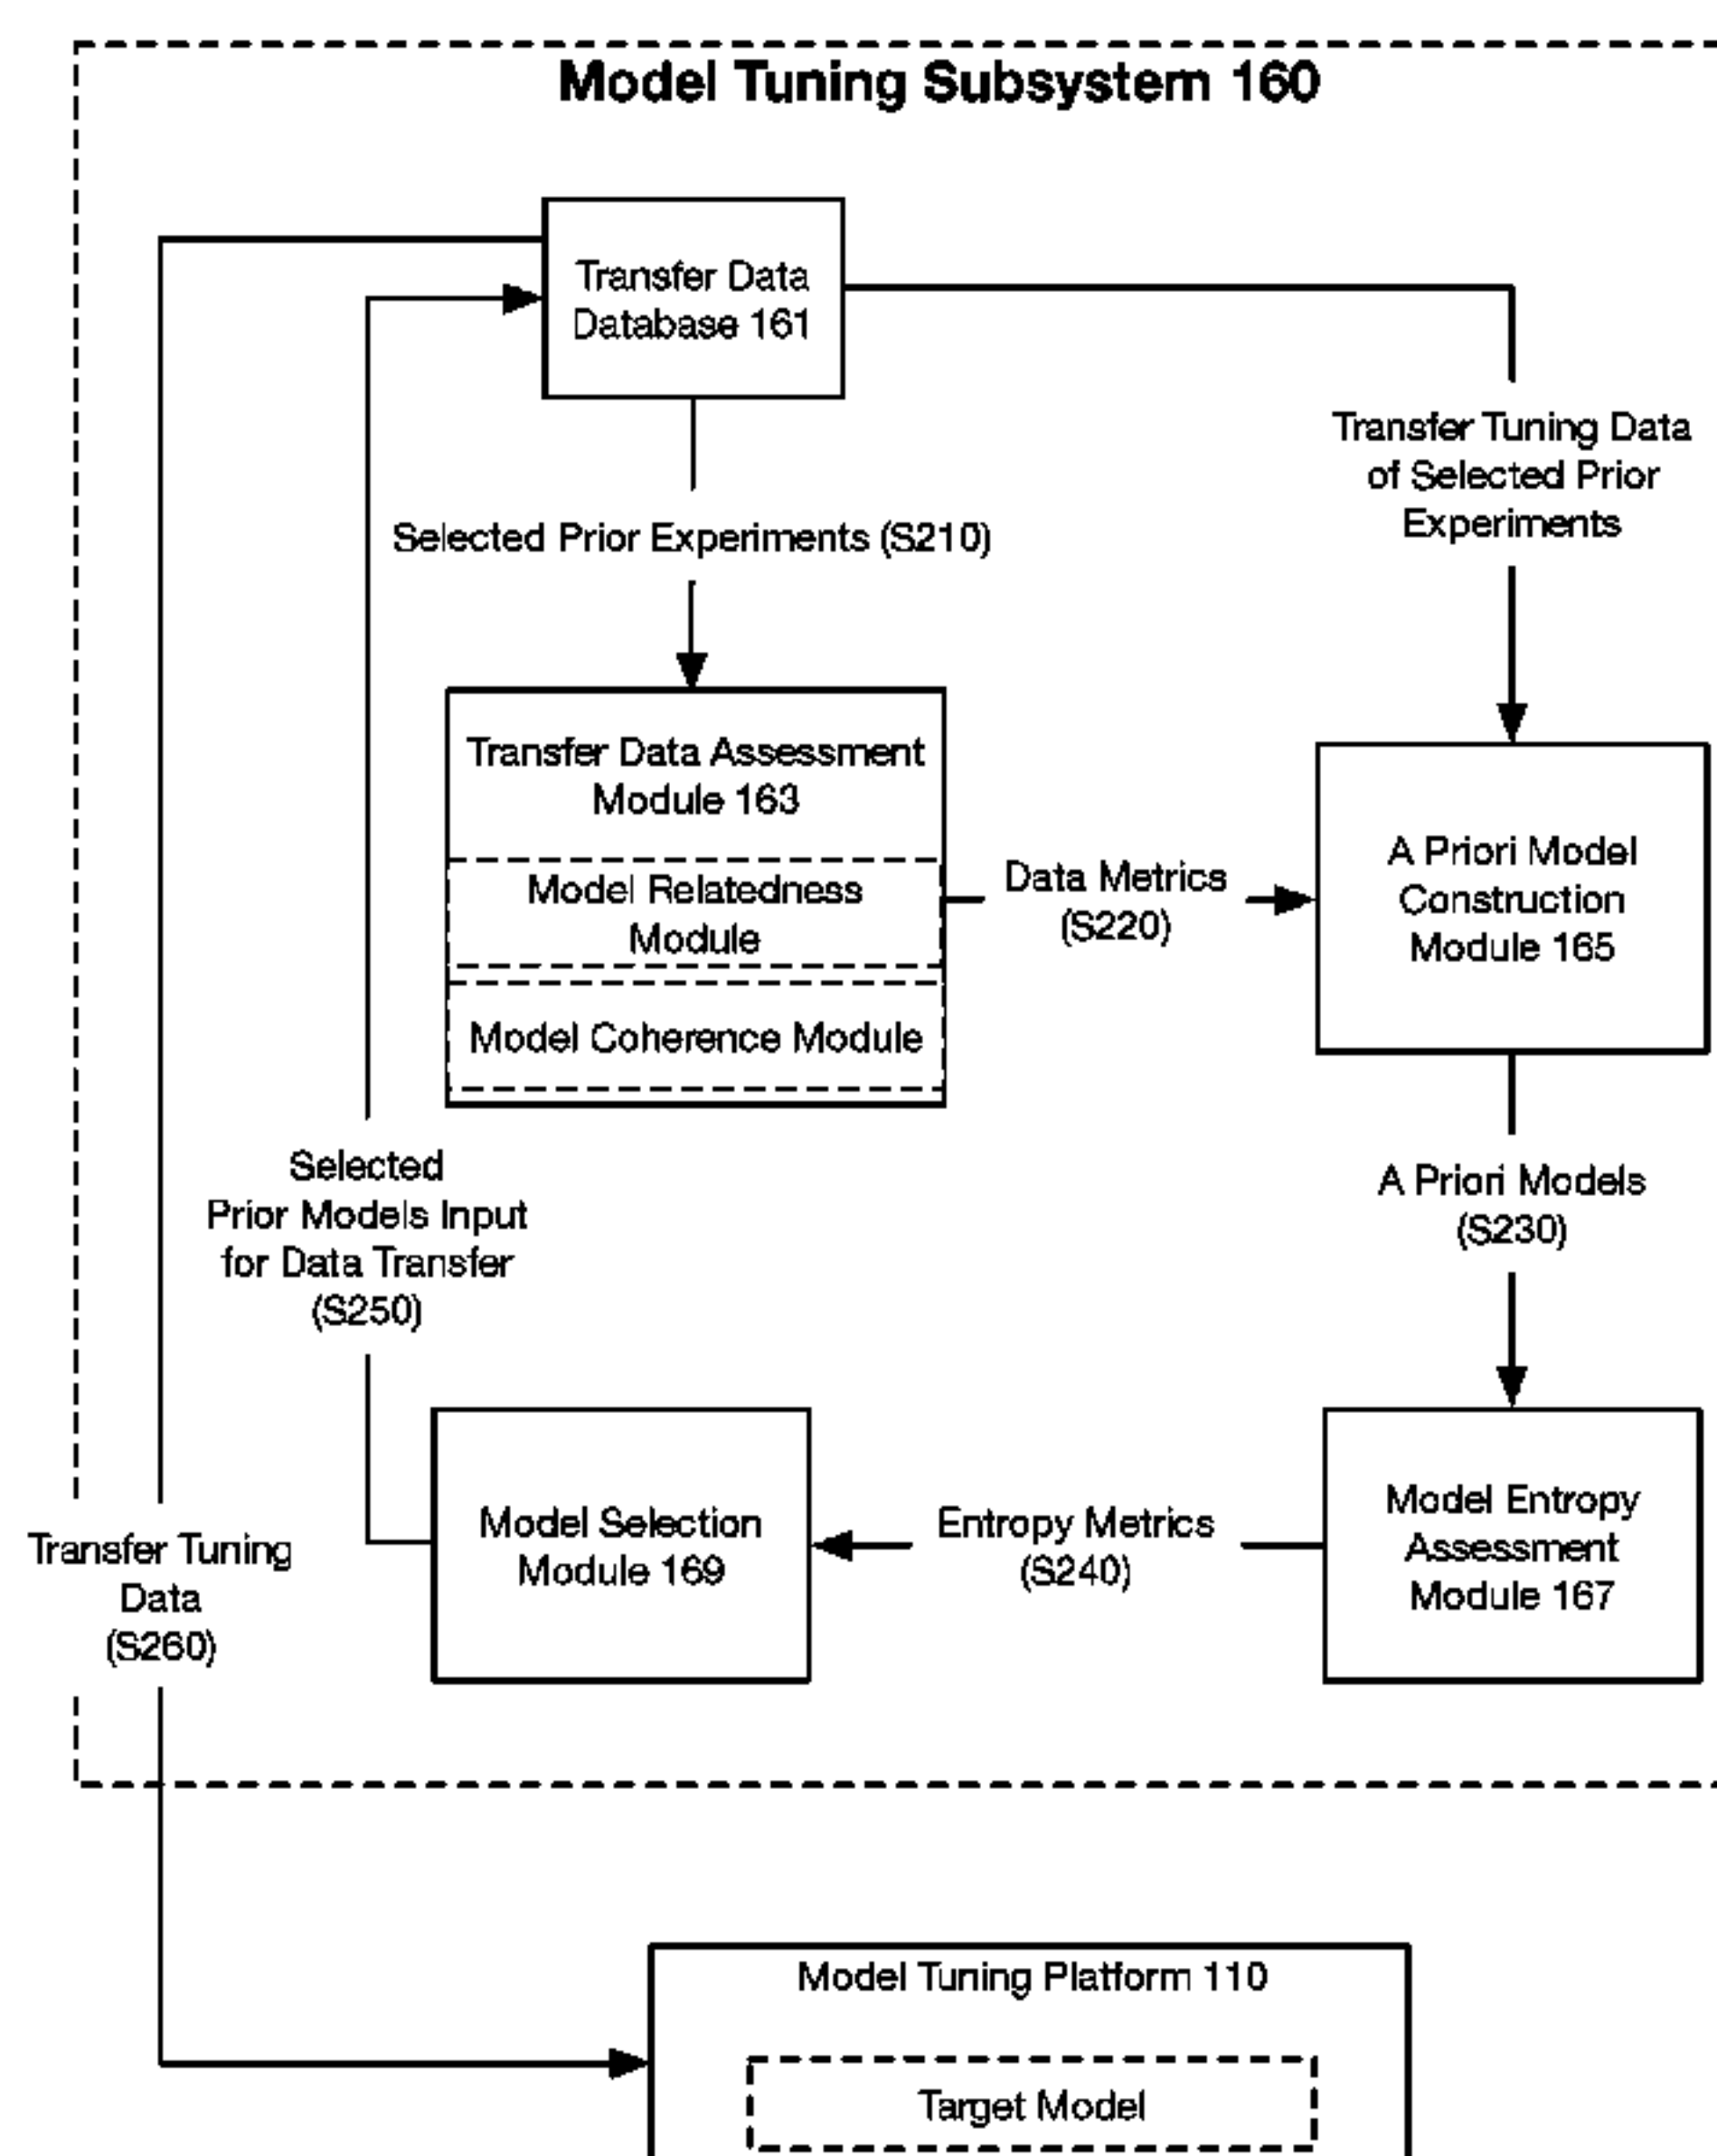 Model Tuning Subsystem 160
Transfer Data
Database 161
Transfer Tuning Data
of Selected Prior
Experiments
Selected Prior Experiments (S210)
Transfer Data Assessment
Module 163
Model Relatedness
Module
Model Coherence Module
Data Metrics
(S220)
A Priori Model
Construction
Module 165
Selected
Prior Models Input
for Data Transfer
(S250)
A Priori Models
(S230)
Transfer Tuning
Data
(S260)
Model Selection
Module 169
Entropy Metrics
(S240)
Model Entropy
Assessment
Module 167
Model Tuning Platform 110
Target Model